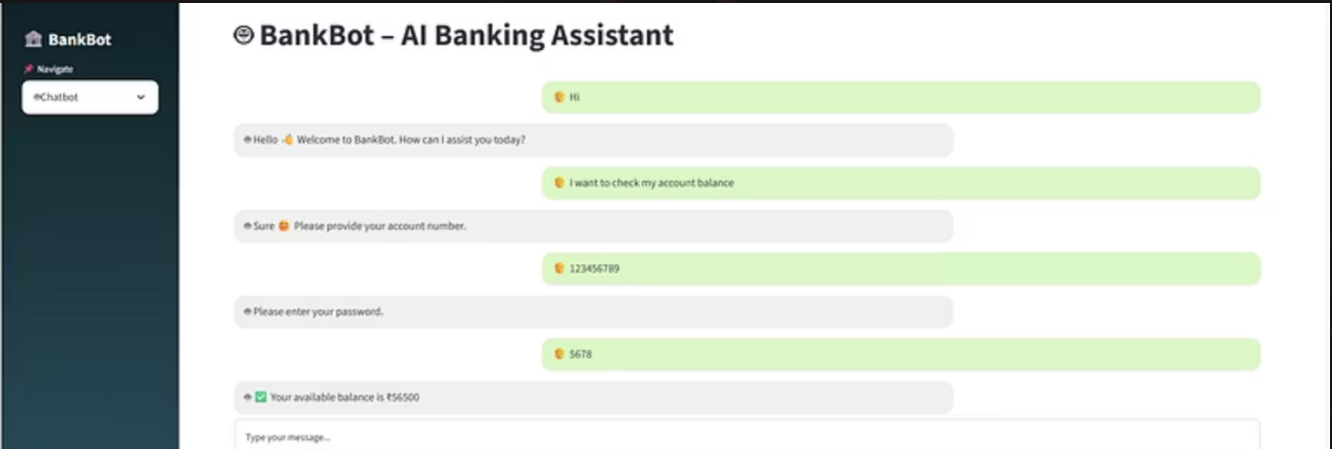 BankBot
Navigate
Chatbot
BankBot – AI Banking Assistant
Hi
Hello Welcome to BankBot. How can I assist you today?
I want to check my account balance
Sure Please provide your account number.
123456789
Please enter your password.
5678
Your available balance is ₹56500
Type your message...